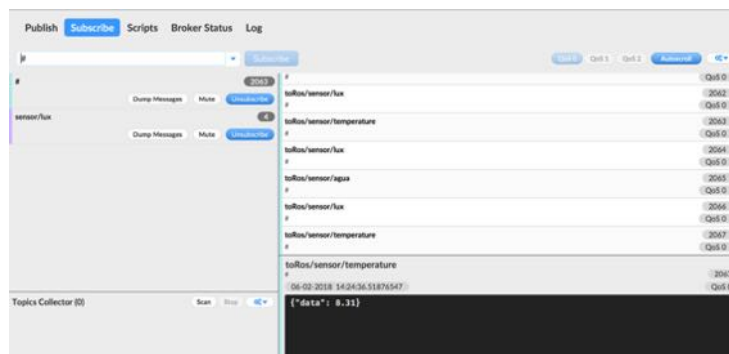 Publish Subscribe Scripts Broker Status Log
# Subscribe QoS 0 QoS 1 QoS 2 Autoscroll
# 2063
Dump Messages Mute Unsubscribe
sensor/lux 4
Dump Messages Mute Unsubscribe
Topics Collector (0) Scan Stop
# QoS 0
toRos/sensor/lux 2062
# QoS 0
toRos/sensor/temperature 2063
# QoS 0
toRos/sensor/lux 2064
# QoS 0
toRos/sensor/agua 2065
# QoS 0
toRos/sensor/lux 2066
# QoS 0
toRos/sensor/temperature 2067
# QoS 0
toRos/sensor/temperature
#
06-02-2018 14:24:36.51876547 QoS
{"data": 8.31}